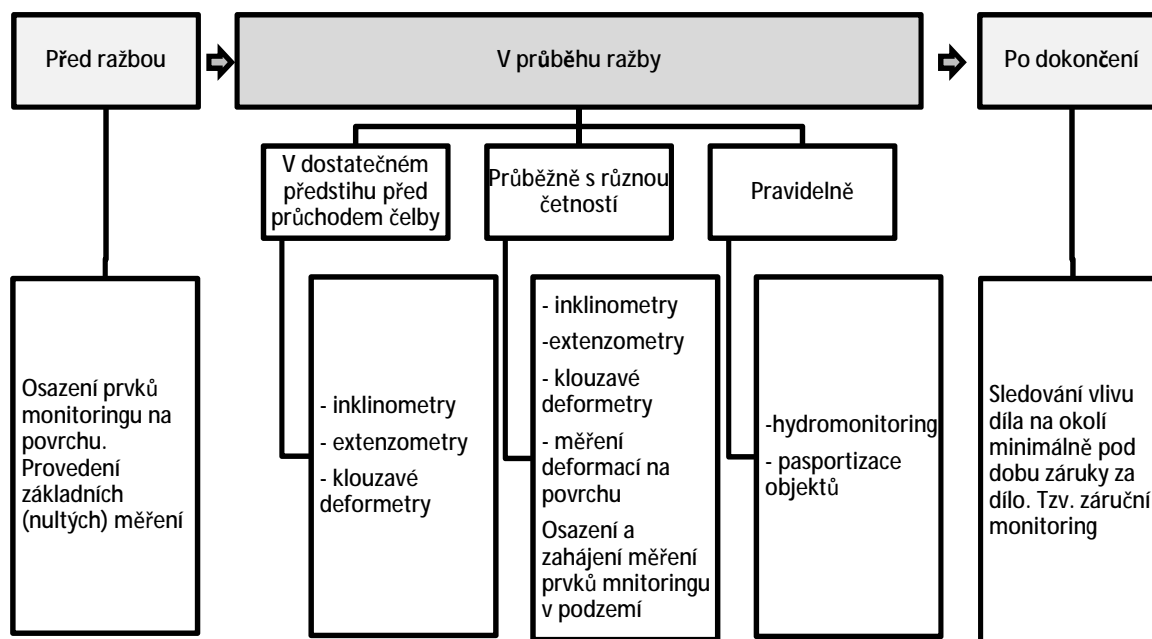 Před ražbou
V průběhu ražby
Po dokončení
V dostatečném
předstihu před
průchodem čelby
Průběžně s různou
četností
Pravidelně
Osazení prvků
monitoringu na
povrchu.
Provedení
základních
(nultých) měření
- inklinometry
- extenzometry
- klouzavé
deformetry
- inklinometry
-extenzometry
- klouzavé
deformetry
- měření
deformací na
povrchu
Osazení a
zahájení měření
prvků mnitoringu
v podzemí
-hydromonitoring
- pasportizace
objektů
Sledování vlivu
díla na okolí
minimálně pod
dobu záruky za
dílo. Tzv. záruční
monitoring